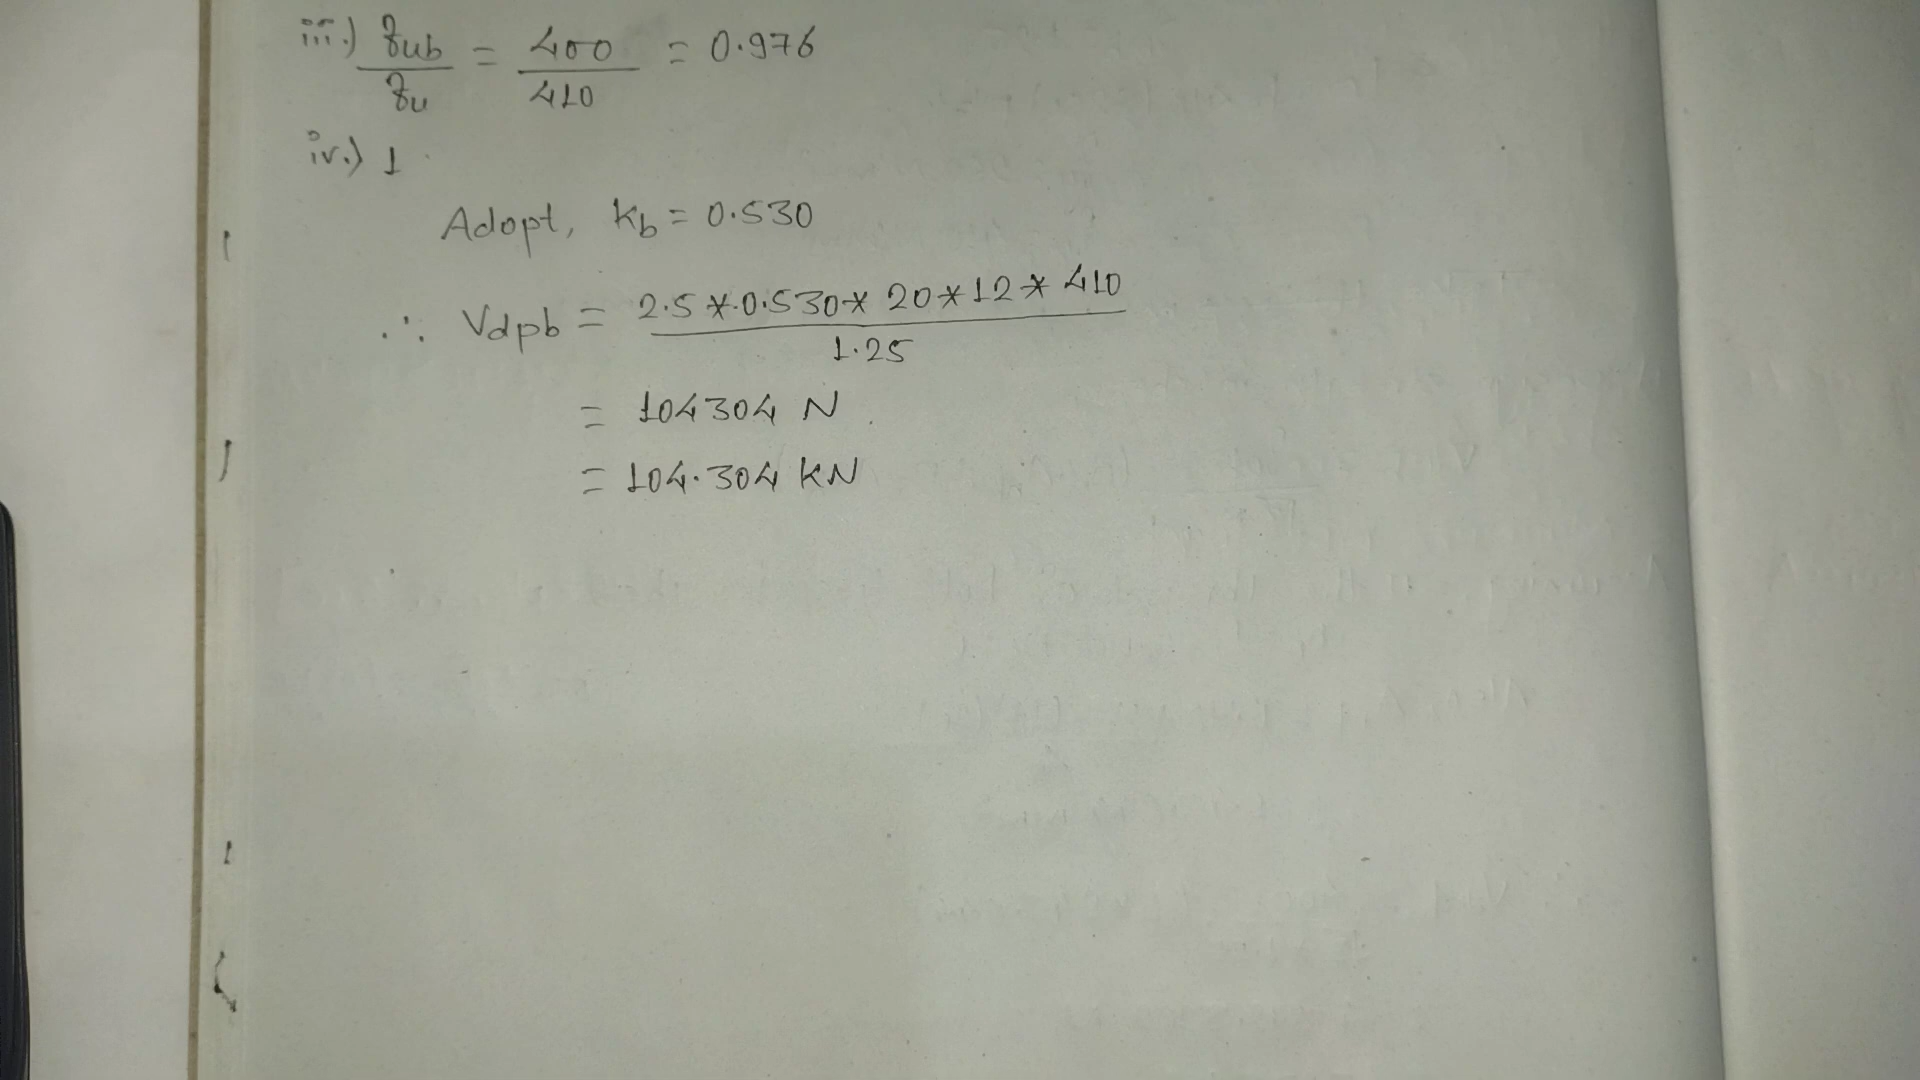 iii.) fub / fu = 400 / 410 = 0.976
iv.) 1
Adopt, Kb = 0.530
∴ Vdpb = 2.5 * 0.530 * 20 * 12 * 410 / 1.25
= 104304 N
= 104.304 KN